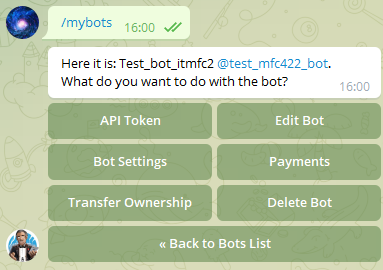 /mybots
16:00
Here it is: Test_bot_itmfc2 @test_mfc422_bot.
What do you want to do with the bot?
16:00
API Token
Edit Bot
Bot Settings
Payments
Transfer Ownership
Delete Bot
« Back to Bots List